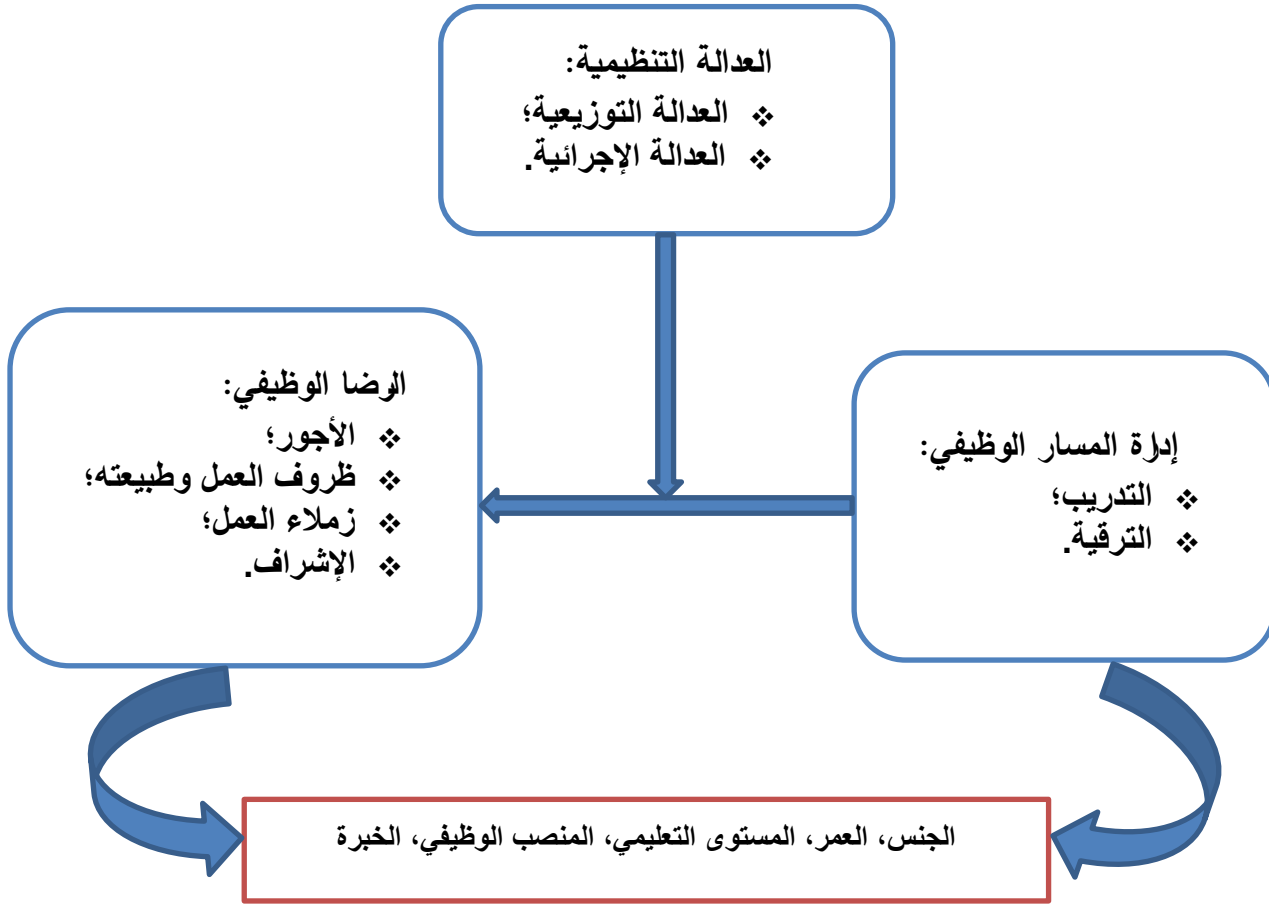 العدالة التنظيمية:
❖ العدالة التوزيعية؛
❖ العدالة الإجرائية.
إدارة المسار الوظيفي:
❖ التدريب؛
❖ الترقية.
الرضا الوظيفي:
❖ الأجور؛
❖ ظروف العمل وطبيعته؛
❖ زملاء العمل؛
❖ الإشراف.
الجنس، العمر، المستوى التعليمي، المنصب الوظيفي، الخبرة